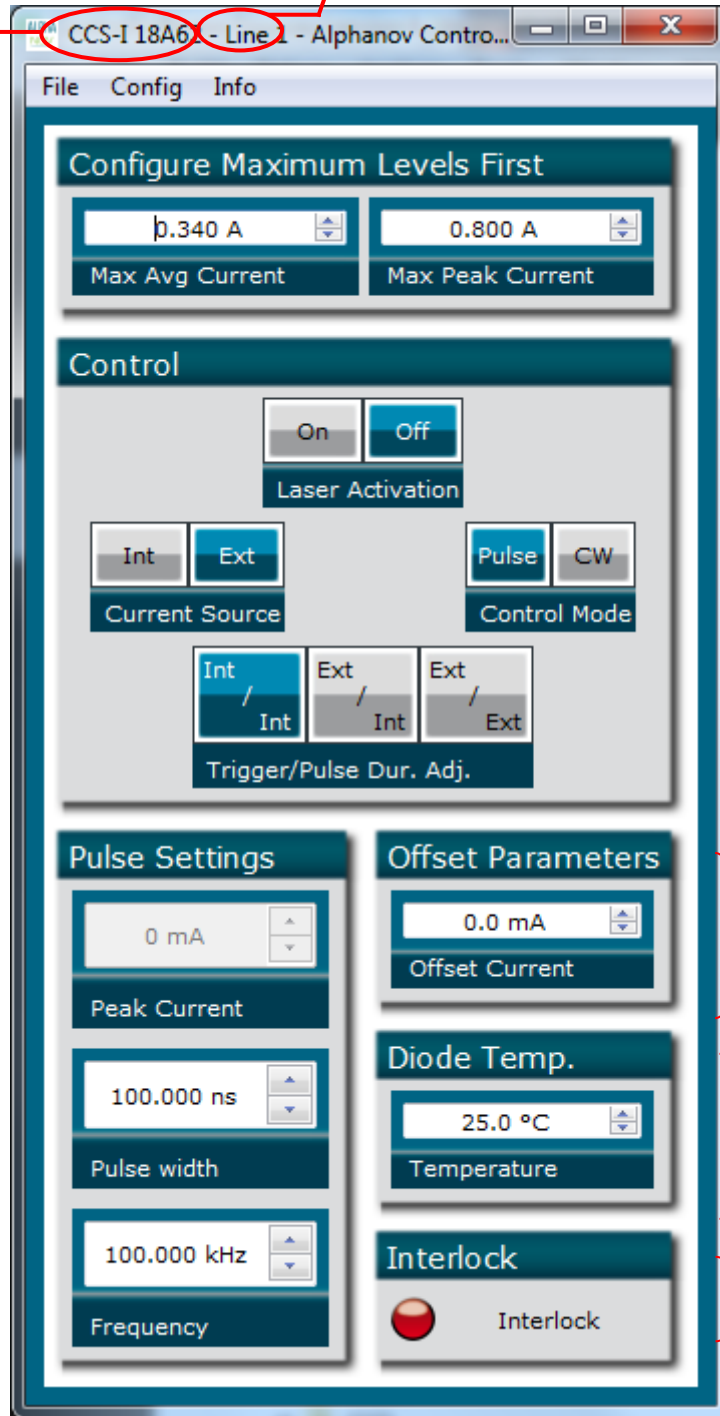 CCS-I 18A61 - Line 1 - Alphanov Contro...
File Config Info
Configure Maximum Levels First
0.340 A
0.800 A
Max Avg Current
Max Peak Current
Control
On Off
Laser Activation
Int Ext
Current Source
Pulse CW
Control Mode
Int / Int
Ext / Int
Ext / Ext
Trigger/Pulse Dur. Adj.
Pulse Settings
0 mA
Peak Current
100.000 ns
Pulse width
100.000 kHz
Frequency
Offset Parameters
0.0 mA
Offset Current
Diode Temp.
25.0 °C
Temperature
Interlock
Interlock